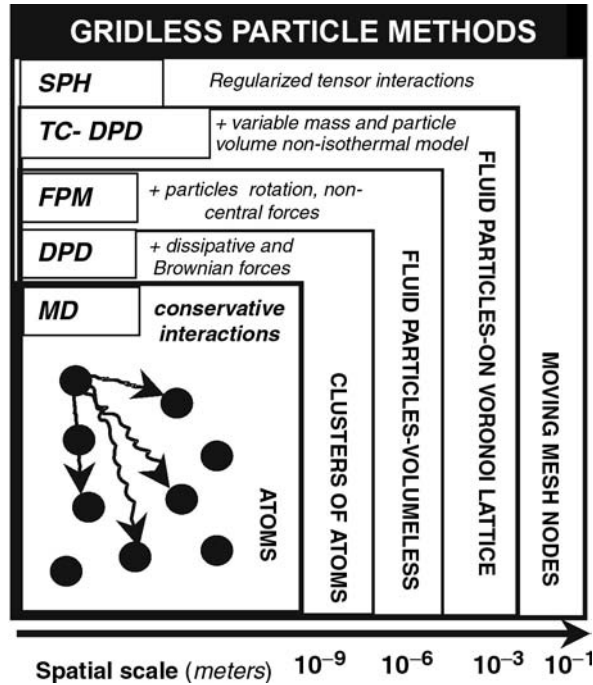 GRIDLESS PARTICLE METHODS
SPH
Regularized tensor interactions
TC- DPD
+ variable mass and particle
volume non-isothermal model
FPM
+ particles rotation, non-
central forces
DPD
+ dissipative and
Brownian forces
MD
conservative
interactions
ATOMS
CLUSTERS OF ATOMS
FLUID PARTICLES-VOLUMELESS
FLUID PARTICLES-ON VORONOI LATTICE
MOVING MESH NODES
Spatial scale (meters) 10⁻⁹ 10⁻⁶ 10⁻³ 10⁻¹